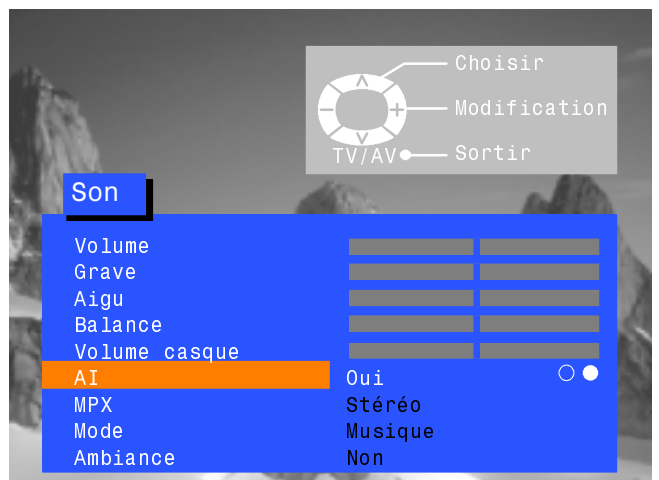 Choisir
Modification
TV/AV Sortir
Son
Volume
Grave
Aigu
Balance
Volume casque
AI Oui
MPX Stéréo
Mode Musique
Ambiance Non